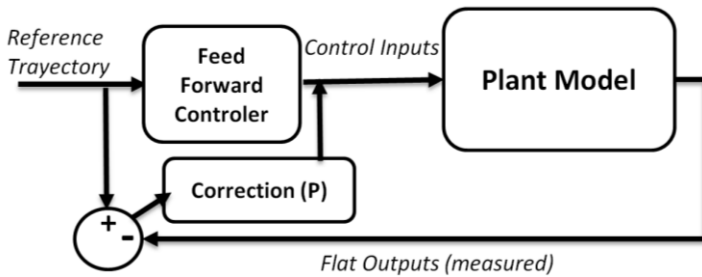 Reference
Trayectory
Feed
Forward
Controler
Control Inputs
Plant Model
Correction (P)
+
-
Flat Outputs (measured)